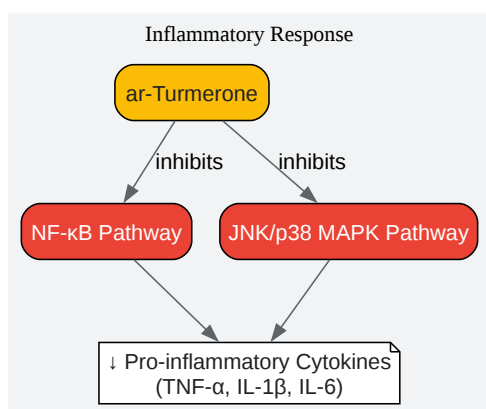 Inflammatory Response
ar-Turmerone
inhibits
inhibits
NF-κB Pathway
JNK/p38 MAPK Pathway
↓ Pro-inflammatory Cytokines
(TNF-α, IL-1β, IL-6)